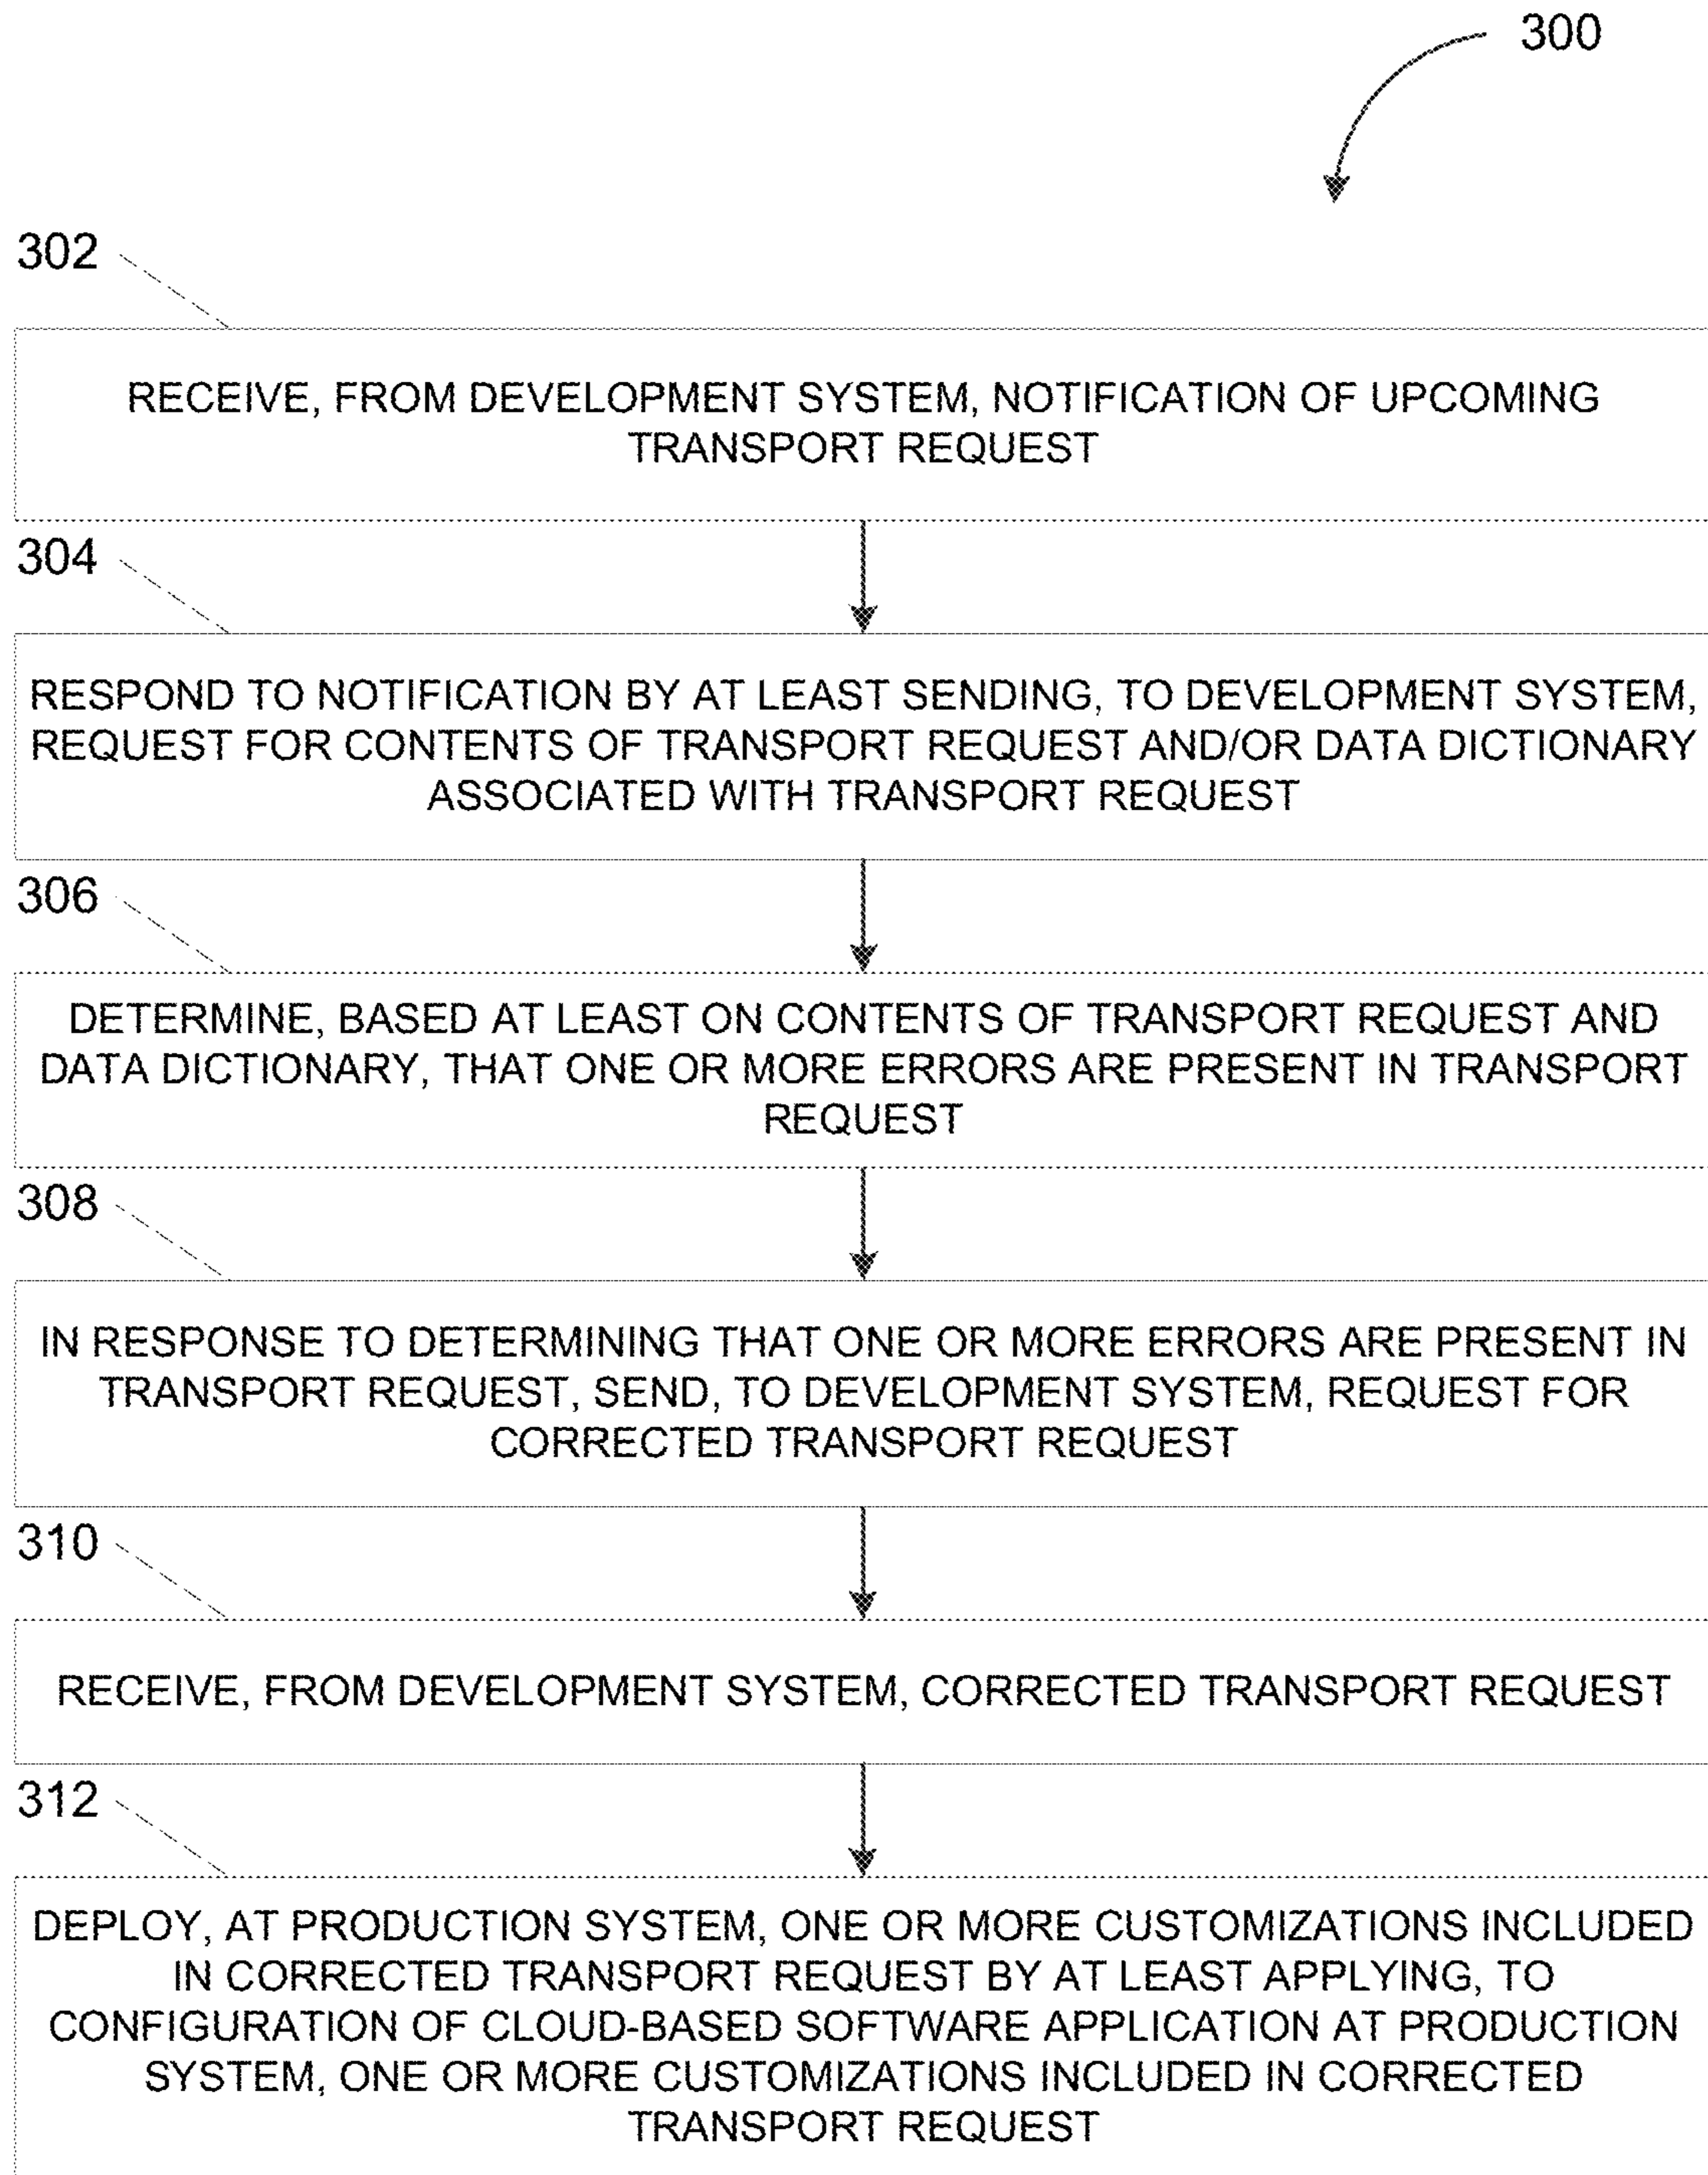 300
302
RECEIVE, FROM DEVELOPMENT SYSTEM, NOTIFICATION OF UPCOMING
TRANSPORT REQUEST
304
RESPOND TO NOTIFICATION BY AT LEAST SENDING, TO DEVELOPMENT SYSTEM,
REQUEST FOR CONTENTS OF TRANSPORT REQUEST AND/OR DATA DICTIONARY
ASSOCIATED WITH TRANSPORT REQUEST
306
DETERMINE, BASED AT LEAST ON CONTENTS OF TRANSPORT REQUEST AND
DATA DICTIONARY, THAT ONE OR MORE ERRORS ARE PRESENT IN TRANSPORT
REQUEST
308
IN RESPONSE TO DETERMINING THAT ONE OR MORE ERRORS ARE PRESENT IN
TRANSPORT REQUEST, SEND, TO DEVELOPMENT SYSTEM, REQUEST FOR
CORRECTED TRANSPORT REQUEST
310
RECEIVE, FROM DEVELOPMENT SYSTEM, CORRECTED TRANSPORT REQUEST
312
DEPLOY, AT PRODUCTION SYSTEM, ONE OR MORE CUSTOMIZATIONS INCLUDED
IN CORRECTED TRANSPORT REQUEST BY AT LEAST APPLYING, TO
CONFIGURATION OF CLOUD-BASED SOFTWARE APPLICATION AT PRODUCTION
SYSTEM, ONE OR MORE CUSTOMIZATIONS INCLUDED IN CORRECTED
TRANSPORT REQUEST